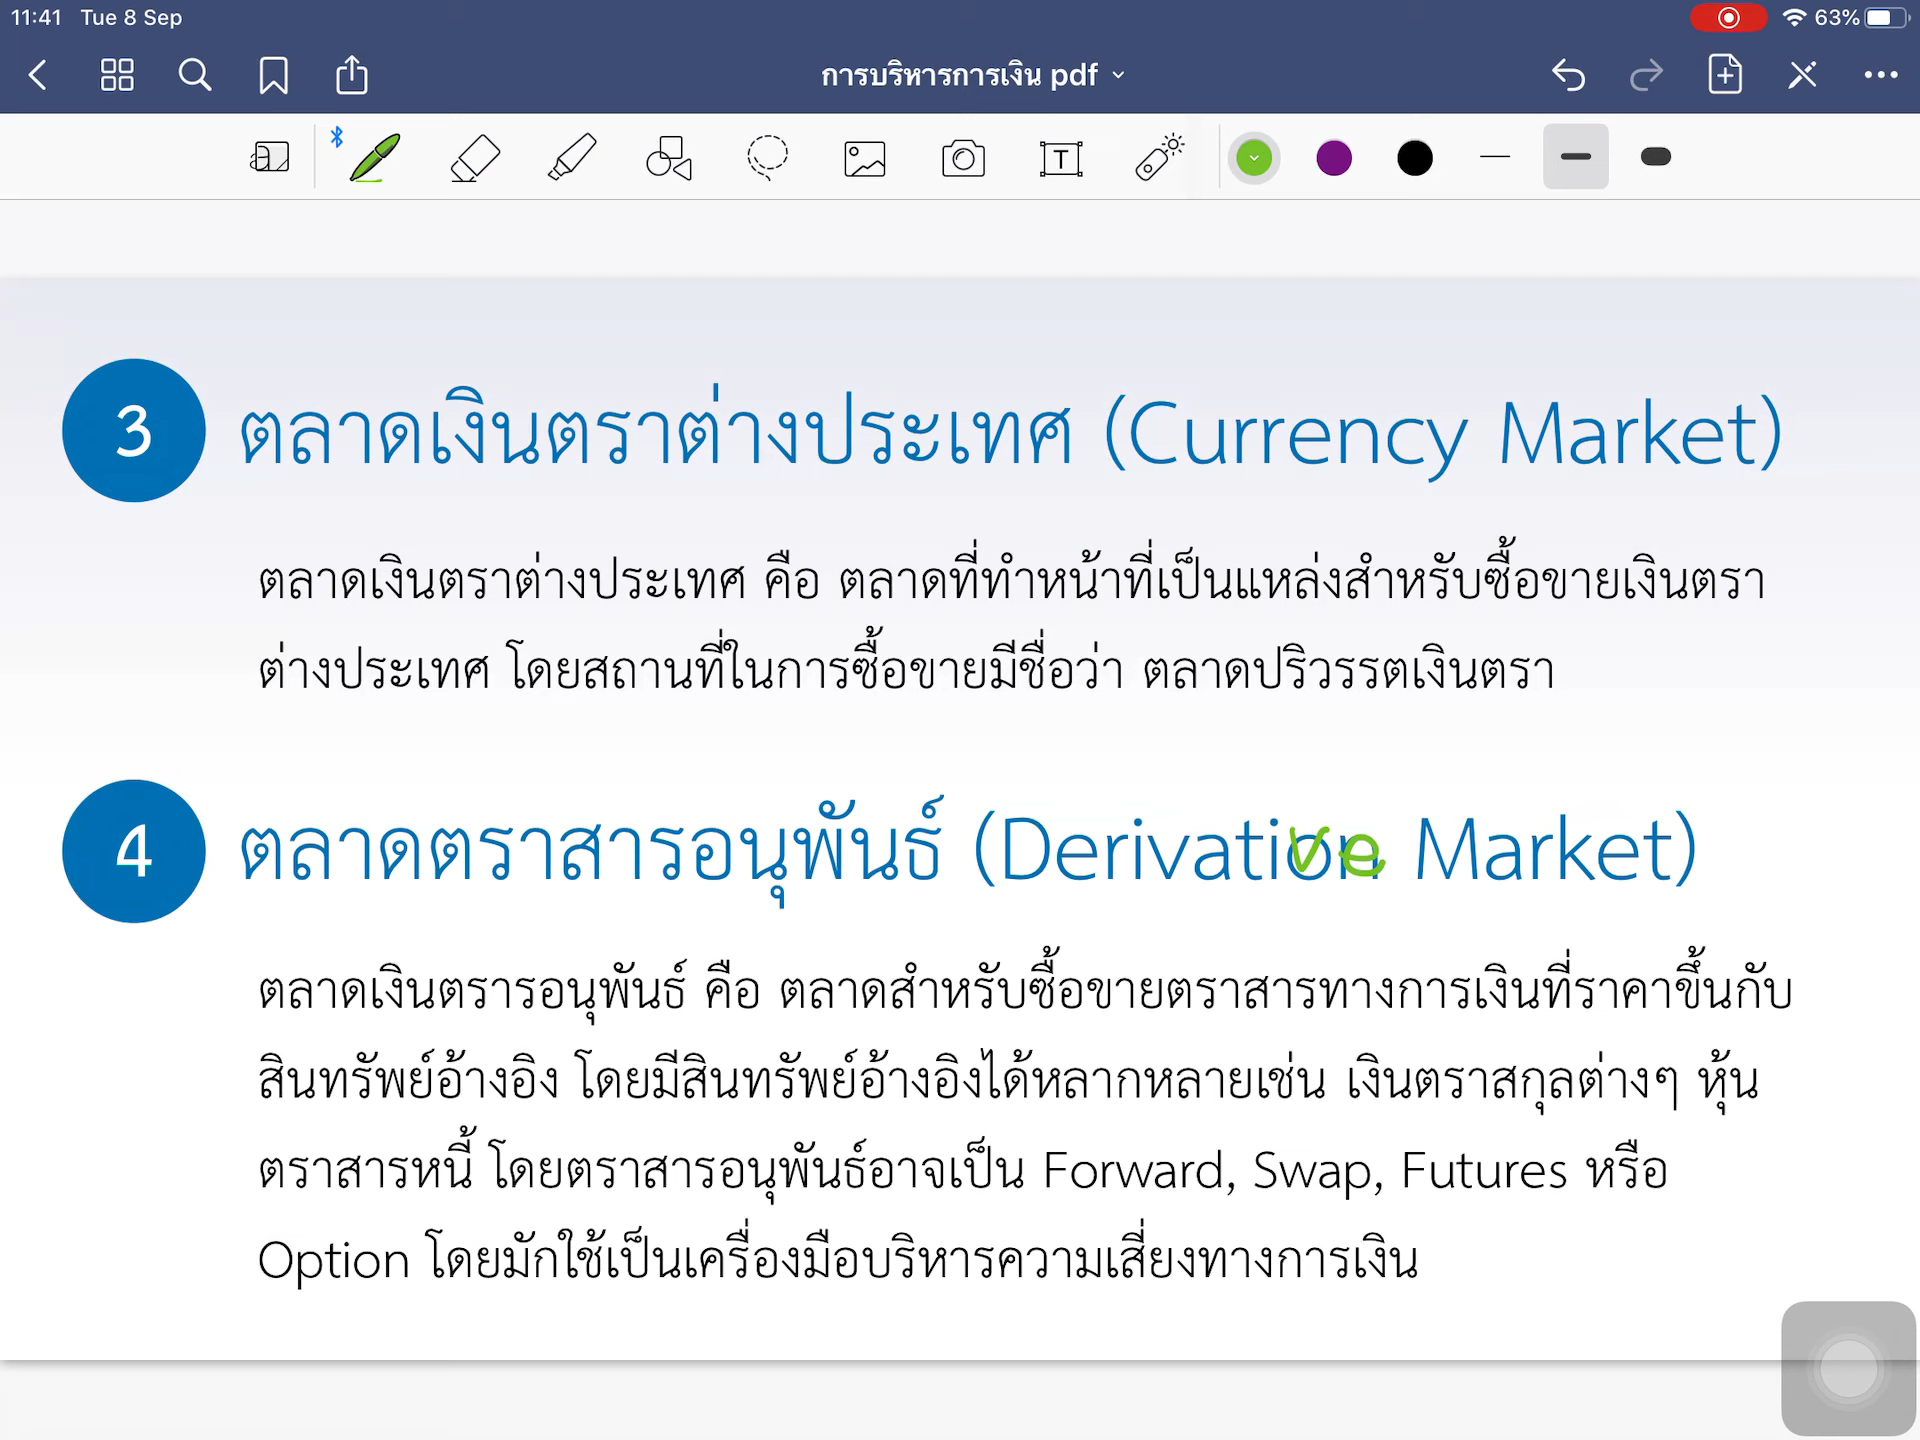 11:41 Tue 8 Sep
63%
การบริหารการเงิน pdf
T
3 ตลาดเงินตราต่างประเทศ (Currency Market)
ตลาดเงินตราต่างประเทศ คือ ตลาดที่ทำหน้าที่เป็นแหล่งสำหรับซื้อขายเงินตรา
ต่างประเทศ โดยสถานที่ในการซื้อขายมีชื่อว่า ตลาดปริวรรตเงินตรา
4 ตลาดตราสารอนุพันธ์ (Derivation Market)
ve
ตลาดเงินตรารอนุพันธ์ คือ ตลาดสำหรับซื้อขายตราสารทางการเงินที่ราคาขึ้นกับ
สินทรัพย์อ้างอิง โดยมีสินทรัพย์อ้างอิงได้หลากหลายเช่น เงินตราสกุลต่างๆ หุ้น
ตราสารหนี้ โดยตราสารอนุพันธ์อาจเป็น Forward, Swap, Futures หรือ
Option โดยมักใช้เป็นเครื่องมือบริหารความเสี่ยงทางการเงิน